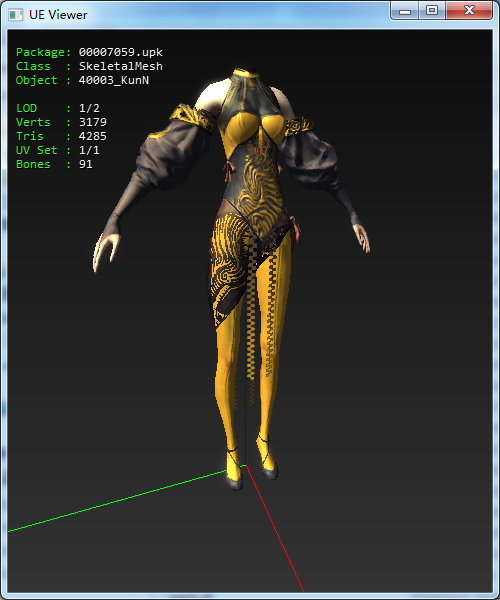 UE Viewer
Package: 00007059.upk
Class : SkeletalMesh
Object : 40003_KunN
LOD : 1/2
Verts : 3179
Tris : 4285
UV Set : 1/1
Bones : 91